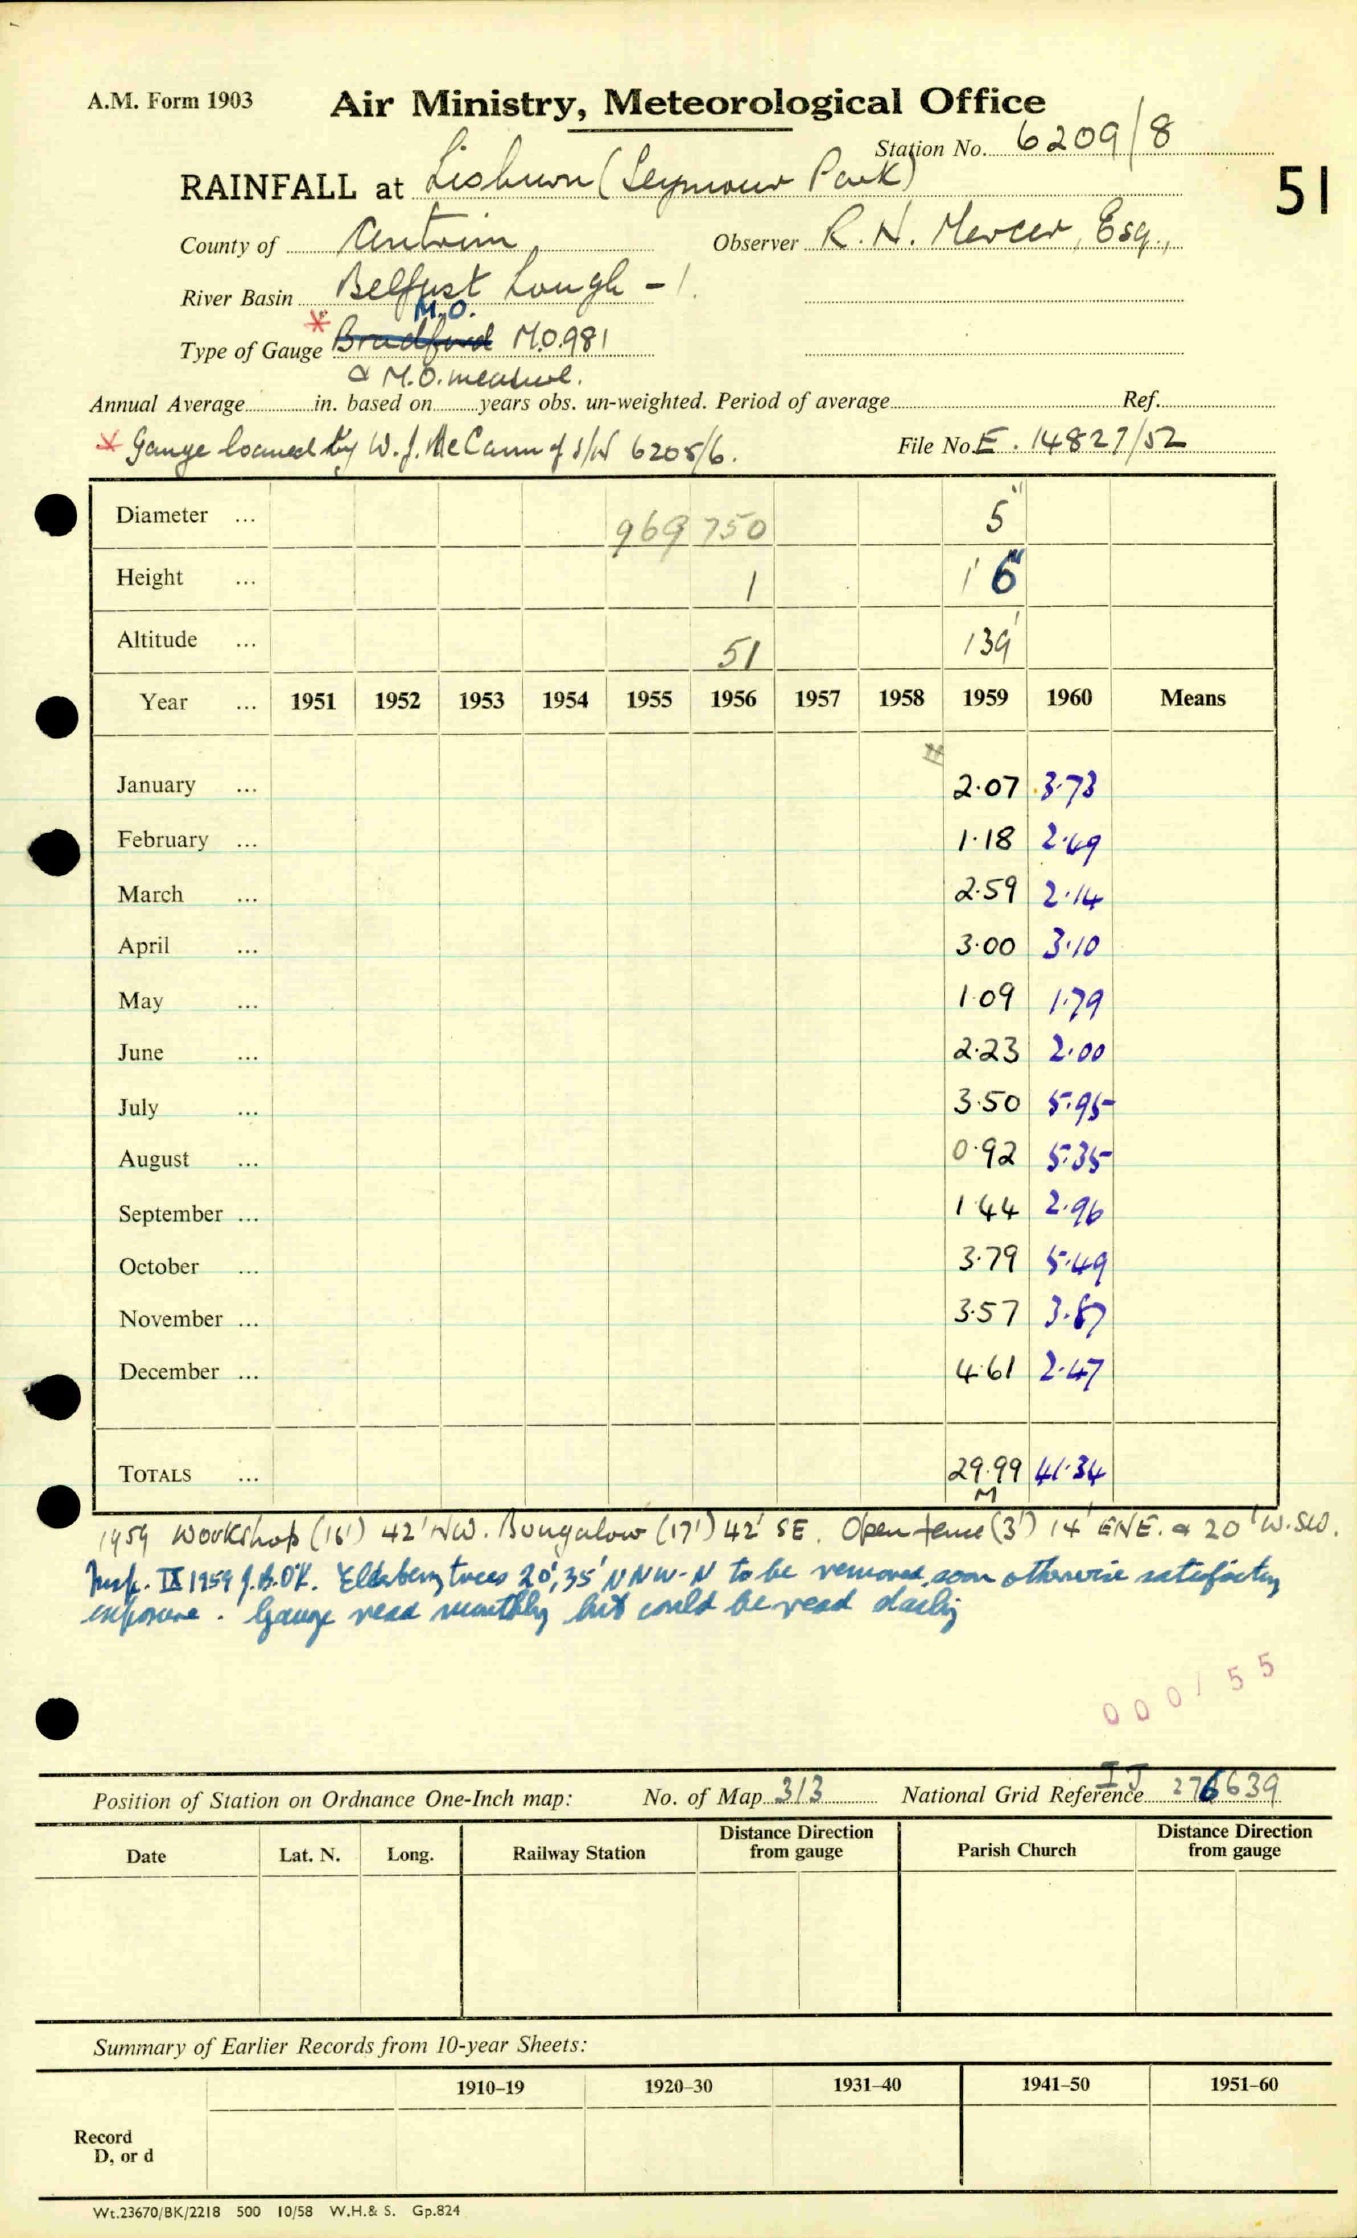 A.M. Form 1903
Air Ministry, Meteorological Office
Station No. 6209/8
RAINFALL at Lisburn (Seymour Park)
51
County of Antrim Observer R. H. Mercer, Esq.,
River Basin Belfast Lough - 1.
M.O.
* Type of Gauge Bradford M.O.981
& M.O. measure.
Annual Average in. based on years obs. un-weighted. Period of average Ref.
* Gauge loaned by W. J. McCann of s/N 6208/6. File No. E. 14827/52
Diameter ... 969 750 5"
Height ... 1 1' 6"
Altitude ... 51 139'
Year ... 1951 1952 1953 1954 1955 1956 1957 1958 1959 1960 Means
January ... 2.07 3.73
February ... 1.18 2.49
March ... 2.59 2.14
April ... 3.00 3.10
May ... 1.09 1.79
June ... 2.23 2.00
July ... 3.50 5.95
August ... 0.92 5.35
September ... 1.44 2.96
October ... 3.79 5.49
November ... 3.57 3.87
December ... 4.61 2.47
TOTALS ... 29.99 41.34
M
1959 Workshop (16') 42' NW. Bungalow (17') 42' SE. Open fence (3') 14' ENE. & 20' W.SW.
Insp. IX 1959 J.B.O'K. Elderberry trees 20', 35' NNW-N to be removed soon otherwise satisfactory
exposure. Gauge read monthly but could be read daily
000155
Position of Station on Ordnance One-Inch map: No. of Map 313 National Grid Reference IJ 276639
Date Lat. N. Long. Railway Station Distance Direction from gauge Parish Church Distance Direction from gauge
Summary of Earlier Records from 10-year Sheets:
1910–19 1920–30 1931–40 1941–50 1951–60
Record
D, or d
Wt.23670/BK/2218 500 10/58 W.H.& S. Gp.824